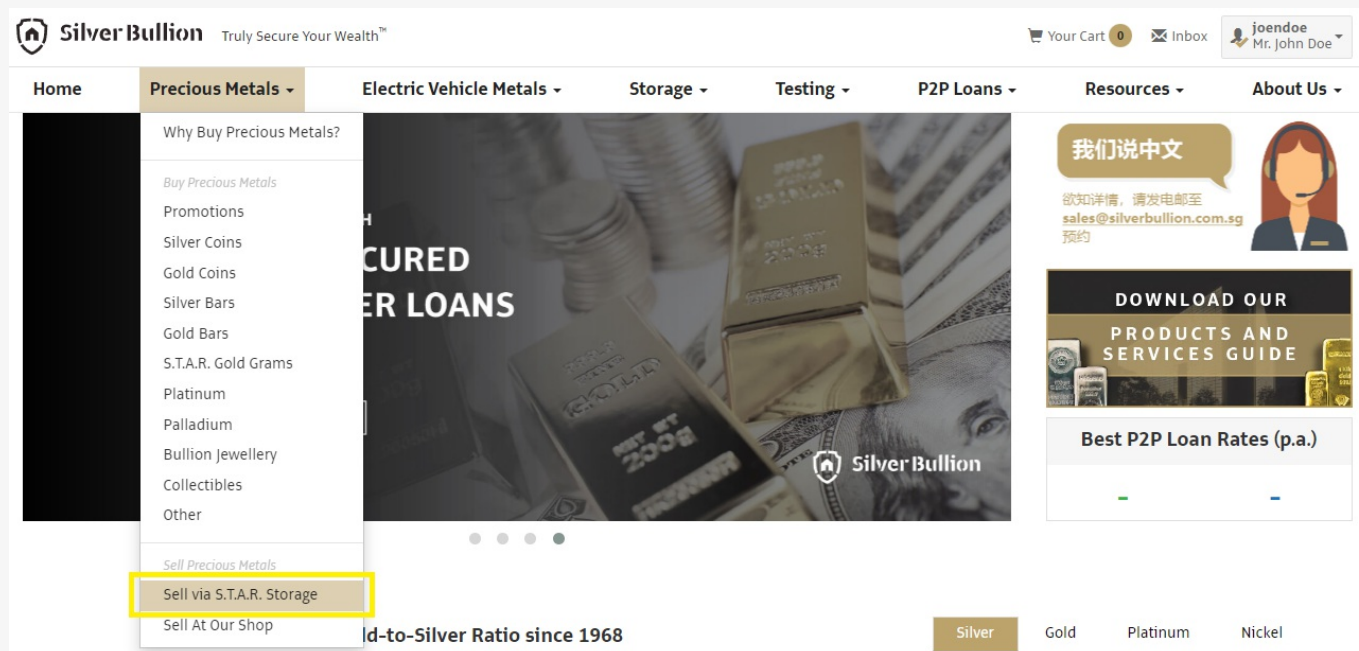 Silver Bullion Truly Secure Your Wealth™
Your Cart 0 Inbox joendoe
Mr. John Doe
Home Precious Metals Electric Vehicle Metals Storage Testing P2P Loans Resources About Us
Why Buy Precious Metals?
Buy Precious Metals
Promotions
Silver Coins
Gold Coins
Silver Bars
Gold Bars
S.T.A.R. Gold Grams
Platinum
Palladium
Bullion Jewellery
Collectibles
Other
Sell Precious Metals
Sell via S.T.A.R. Storage
Sell At Our Shop
H
CURED
ER LOANS
GOLD
NET WT
200g
Silver Bullion
我们说中文
欲知详情，请发电邮至
sales@silverbullion.com.sg
预约
DOWNLOAD OUR
PRODUCTS AND
SERVICES GUIDE
Best P2P Loan Rates (p.a.)
- -
ld-to-Silver Ratio since 1968
Silver Gold Platinum Nickel